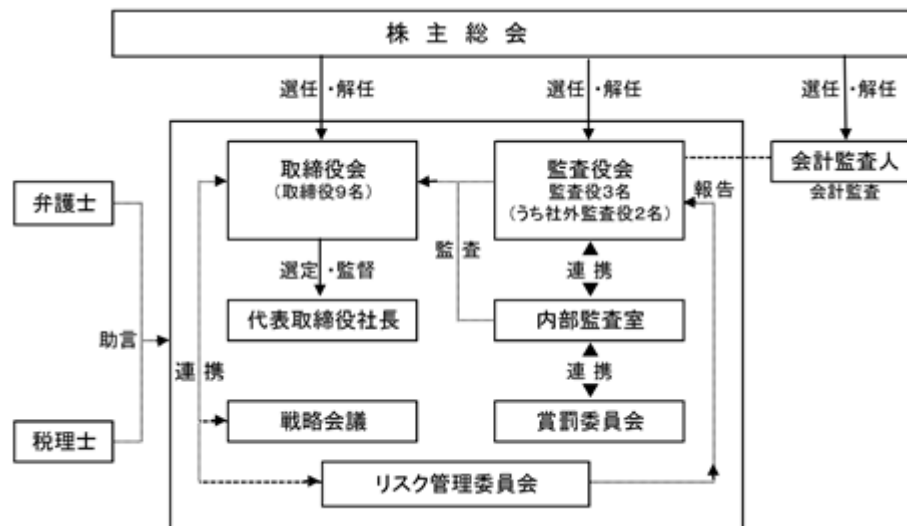 株主総会
選任・解任
選任・解任
選任・解任
取締役会
(取締役9名)
監査役会
監査役3名
(うち社外監査役2名)
会計監査人
会計監査
弁護士
報告
監査
選定・監督
連携
代表取締役社長
内部監査室
助言
連携
連携
戦略会議
賞罰委員会
税理士
リスク管理委員会